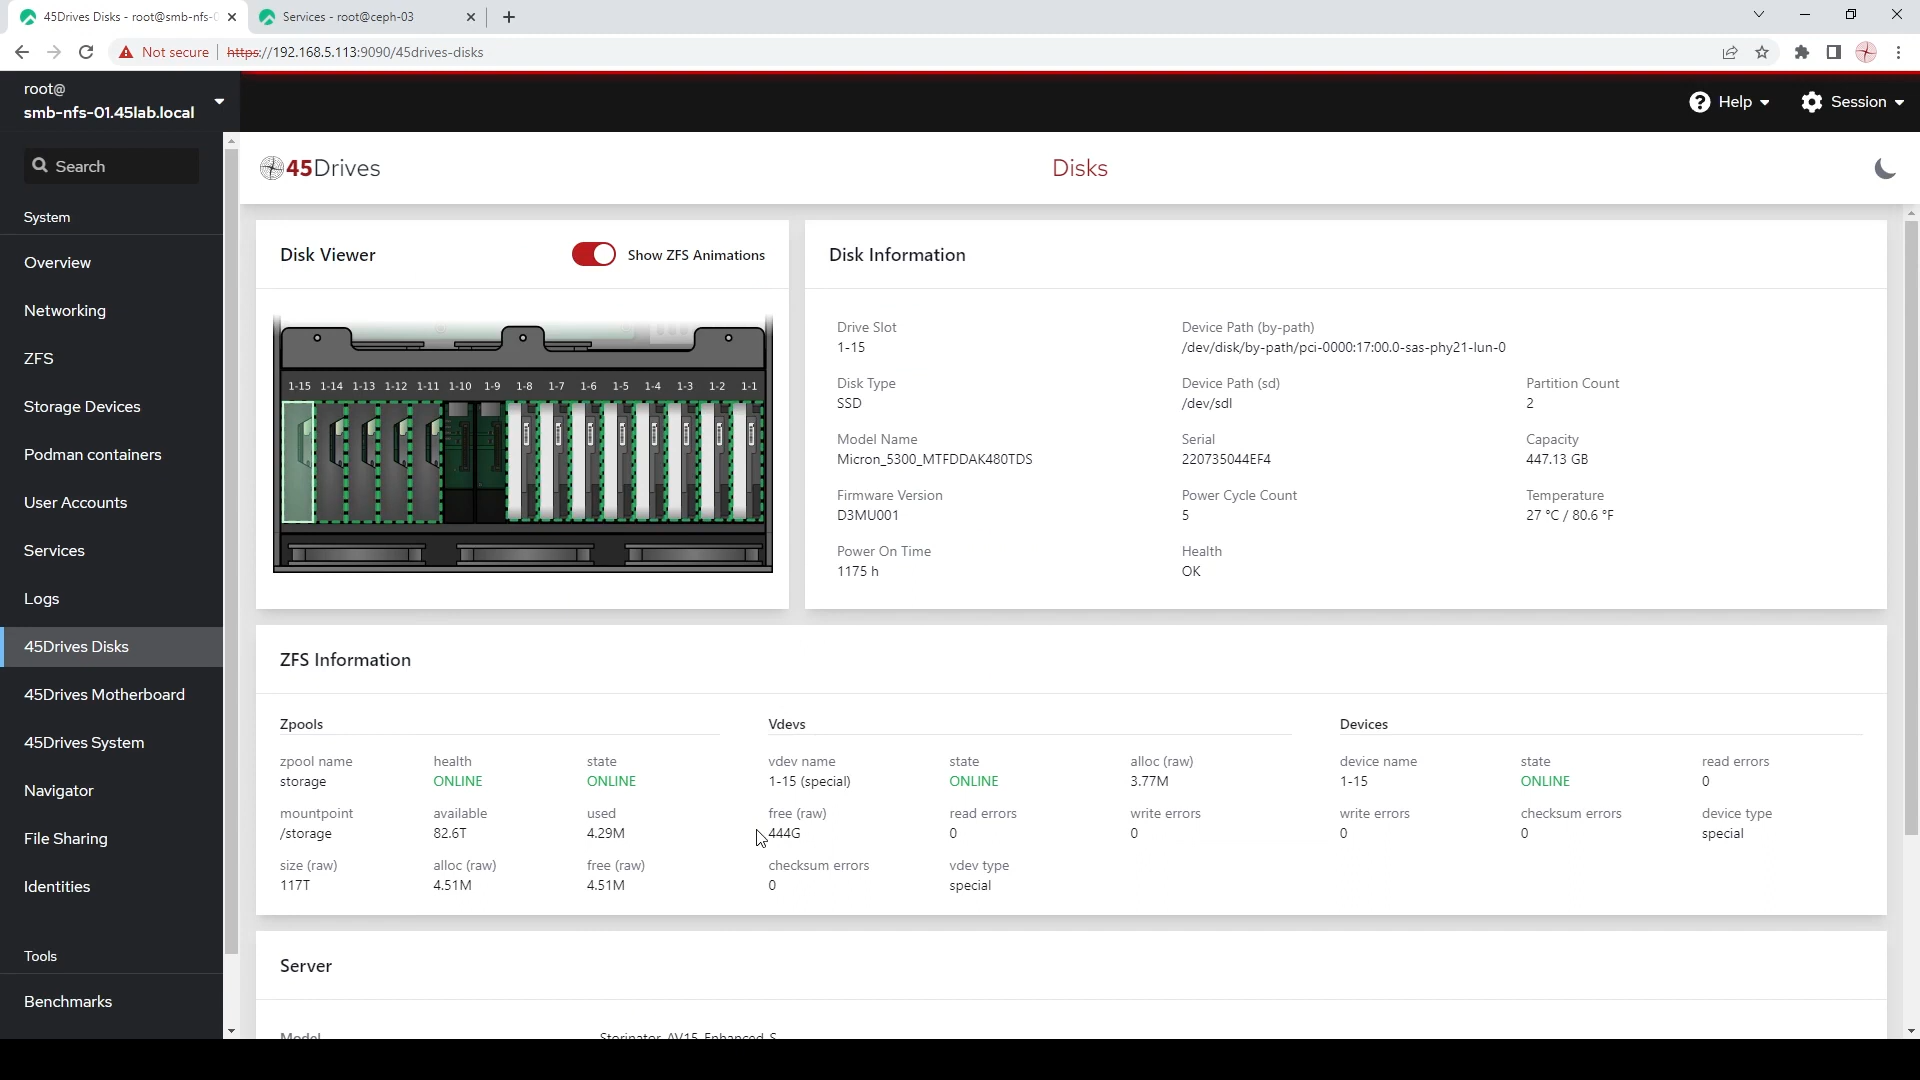 45Drives Disks - root@smb-nfs-
Services - root@ceph-03
Not secure
https://192.168.5.113:9090/45drives-disks
root@
smb-nfs-01.45lab.local
Help
Session
Search
System
Overview
Networking
ZFS
Storage Devices
Podman containers
User Accounts
Services
Logs
45Drives Disks
45Drives Motherboard
45Drives System
Navigator
File Sharing
Identities
Tools
Benchmarks
45Drives
Disks
Disk Viewer
Show ZFS Animations
1-15 1-14 1-13 1-12 1-11 1-10 1-9 1-8 1-7 1-6 1-5 1-4 1-3 1-2 1-1
Disk Information
Drive Slot
1-15
Device Path (by-path)
/dev/disk/by-path/pci-0000:17:00.0-sas-phy21-lun-0
Disk Type
SSD
Device Path (sd)
/dev/sdl
Partition Count
2
Model Name
Micron_5300_MTFDDAK480TDS
Serial
220735044EF4
Capacity
447.13 GB
Firmware Version
D3MU001
Power Cycle Count
5
Temperature
27 °C / 80.6 °F
Power On Time
1175 h
Health
OK
ZFS Information
Zpools
zpool name
storage
health
ONLINE
state
ONLINE
mountpoint
/storage
available
82.6T
used
4.29M
size (raw)
117T
alloc (raw)
4.51M
free (raw)
4.51M
Vdevs
vdev name
1-15 (special)
state
ONLINE
alloc (raw)
3.77M
free (raw)
444G
read errors
0
write errors
0
checksum errors
0
vdev type
special
Devices
device name
1-15
state
ONLINE
read errors
0
write errors
0
checksum errors
0
device type
special
Server
Model
Storinator-AV15-Enhanced-S